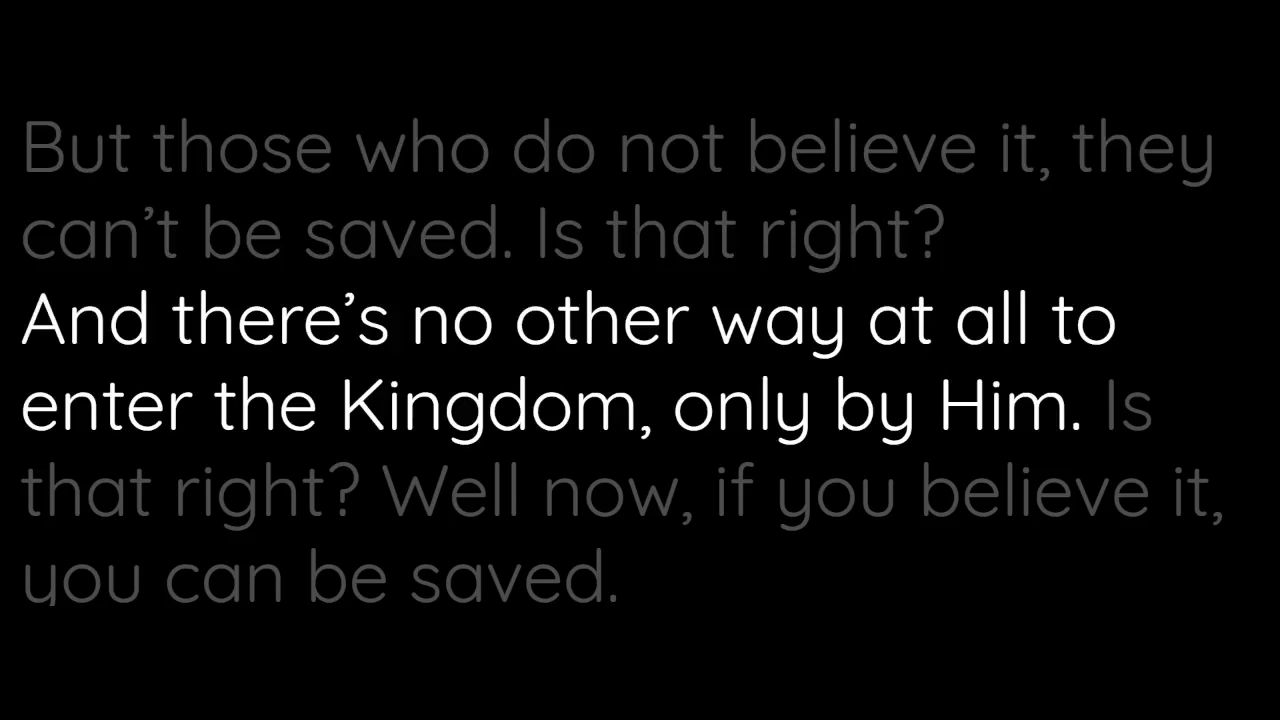 But those who do not believe it, they
can’t be saved. Is that right?
And there’s no other way at all to
enter the Kingdom, only by Him. Is
that right? Well now, if you believe it,
you can be saved.